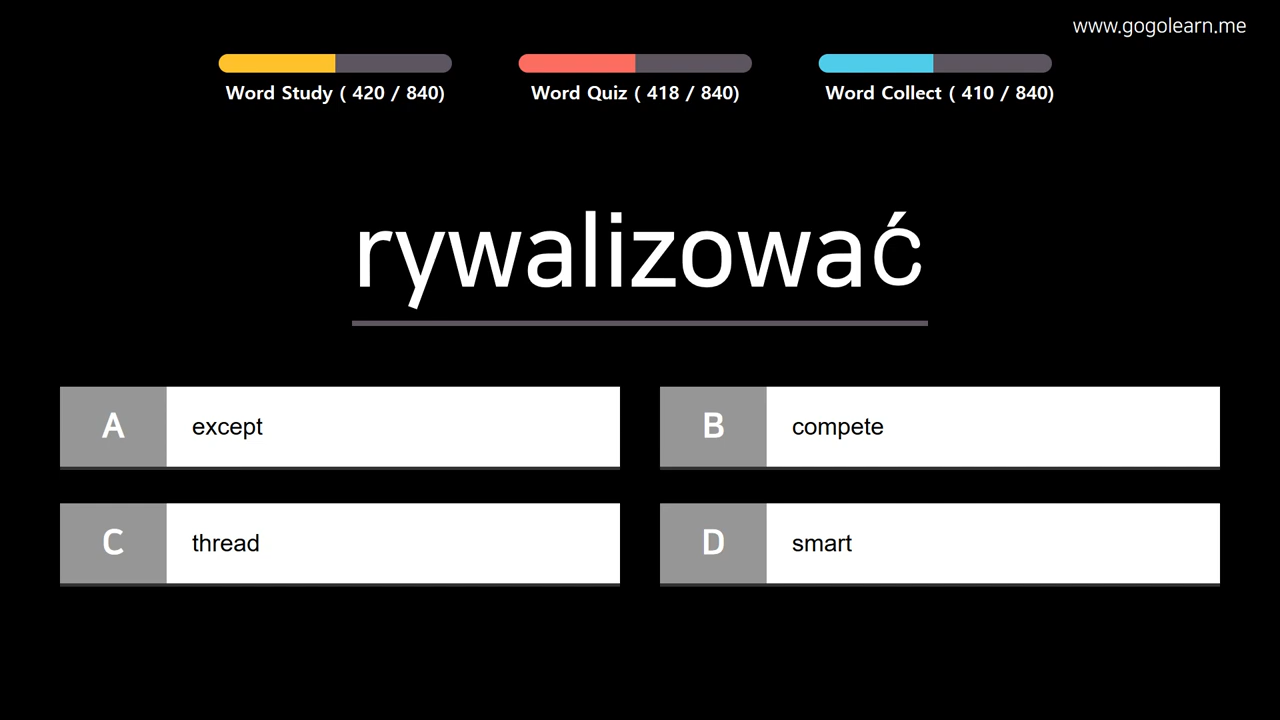 www.gogolearn.me
Word Study ( 420 / 840)
Word Quiz ( 418 / 840)
Word Collect ( 410 / 840)
rywalizować
A except
B compete
C thread
D smart